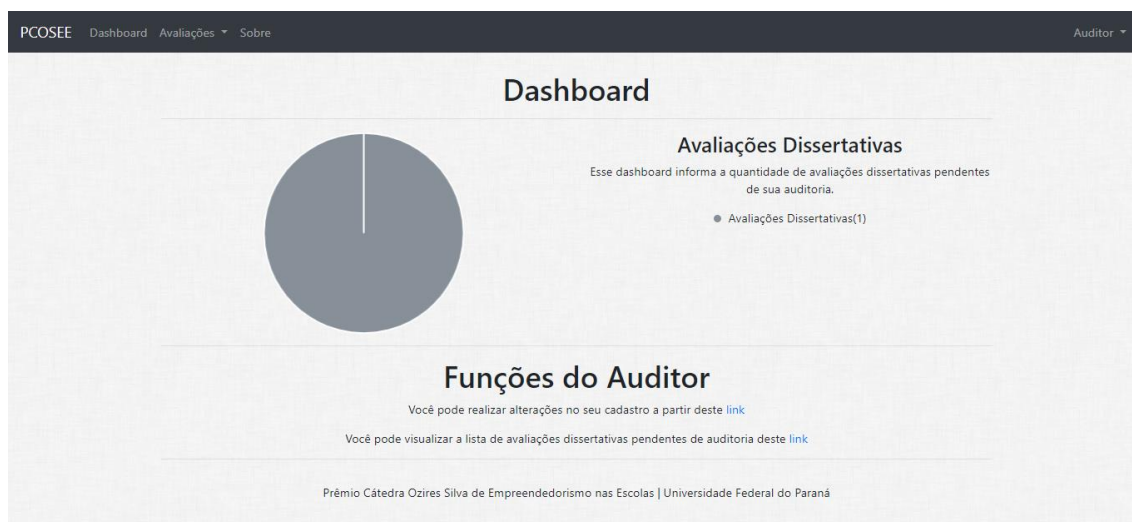 PCOSEE Dashboard Avaliações Sobre Auditor
Dashboard
Avaliações Dissertativas
Esse dashboard informa a quantidade de avaliações dissertativas pendentes
de sua auditoria.
Avaliações Dissertativas(1)
Funções do Auditor
Você pode realizar alterações no seu cadastro a partir deste link
Você pode visualizar a lista de avaliações dissertativas pendentes de auditoria deste link
Prêmio Cátedra Ozires Silva de Empreendedorismo nas Escolas | Universidade Federal do Paraná